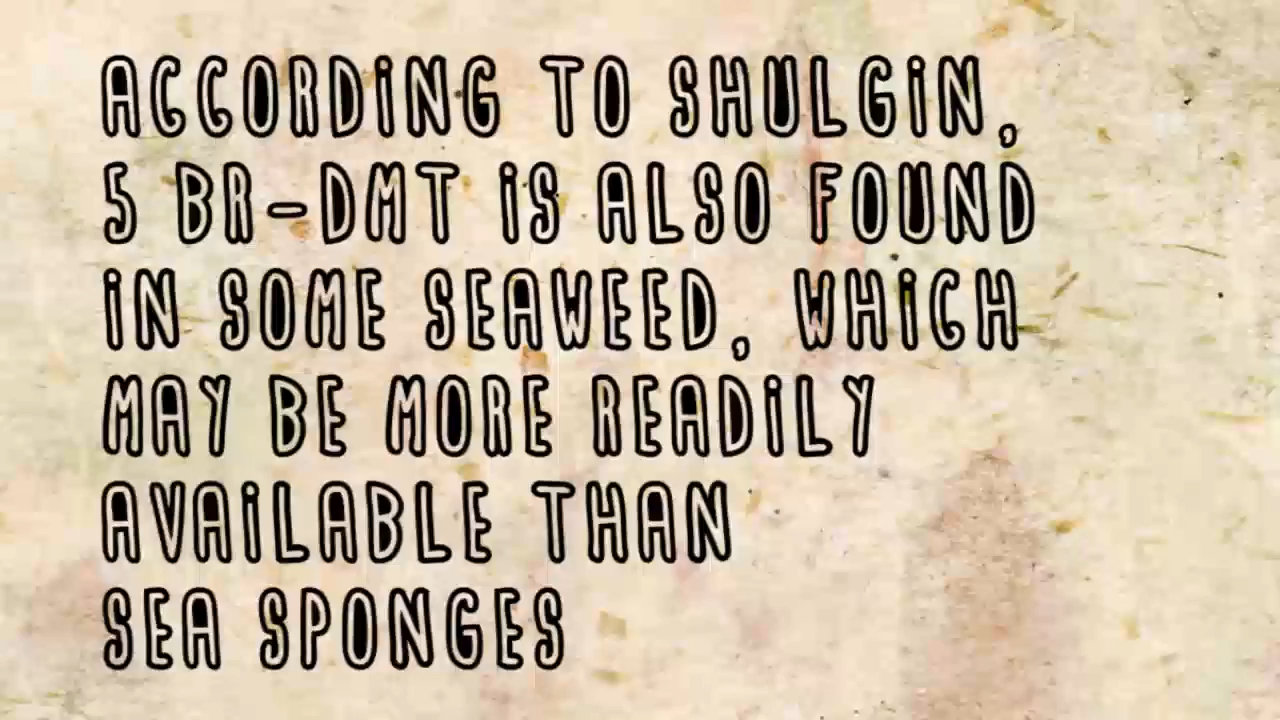 ACCORDING TO SHULGIN,
5 BR-DMT IS ALSO FOUND
IN SOME SEAWEED, WHICH
MAY BE MORE READILY
AVAILABLE THAN
SEA SPONGES